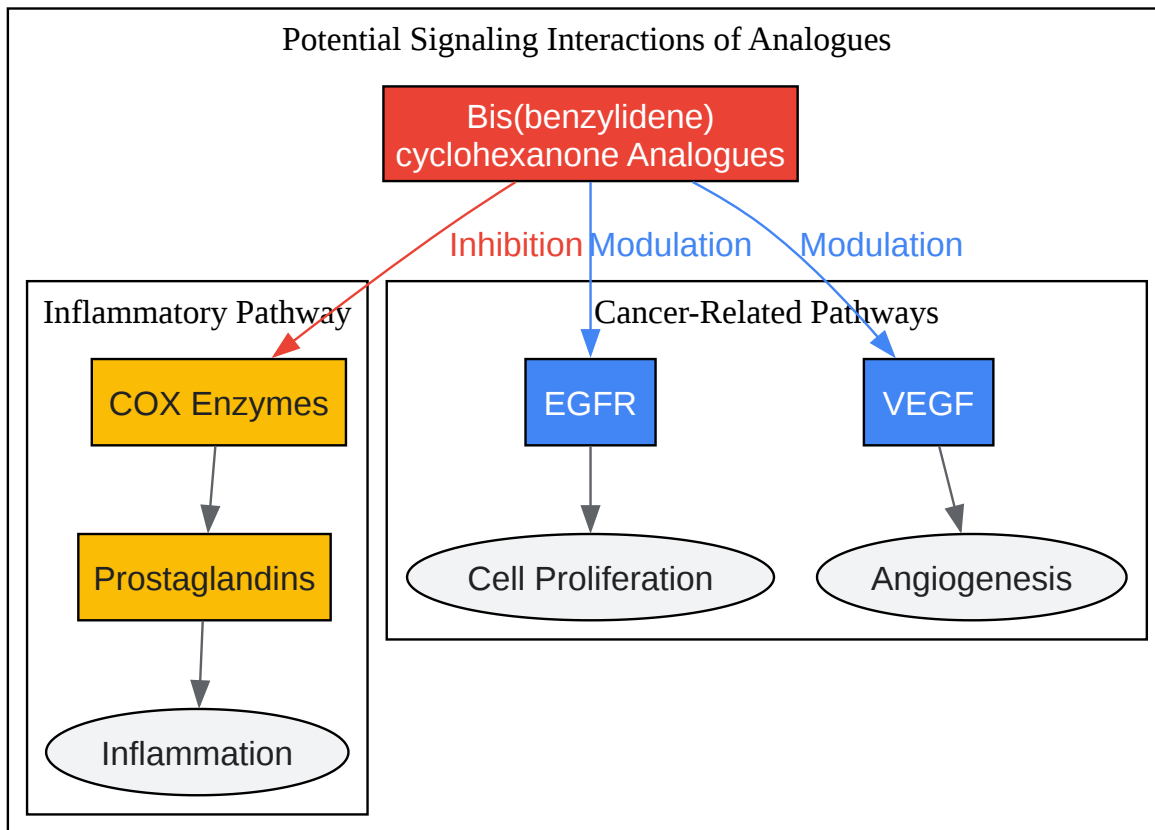 Potential Signaling Interactions of Analogues
Bis(benzylidene)
cyclohexanone Analogues
Inhibition
Modulation
Modulation
Inflammatory Pathway
Cancer-Related Pathways
COX Enzymes
EGFR
VEGF
Prostaglandins
Cell Proliferation
Angiogenesis
Inflammation